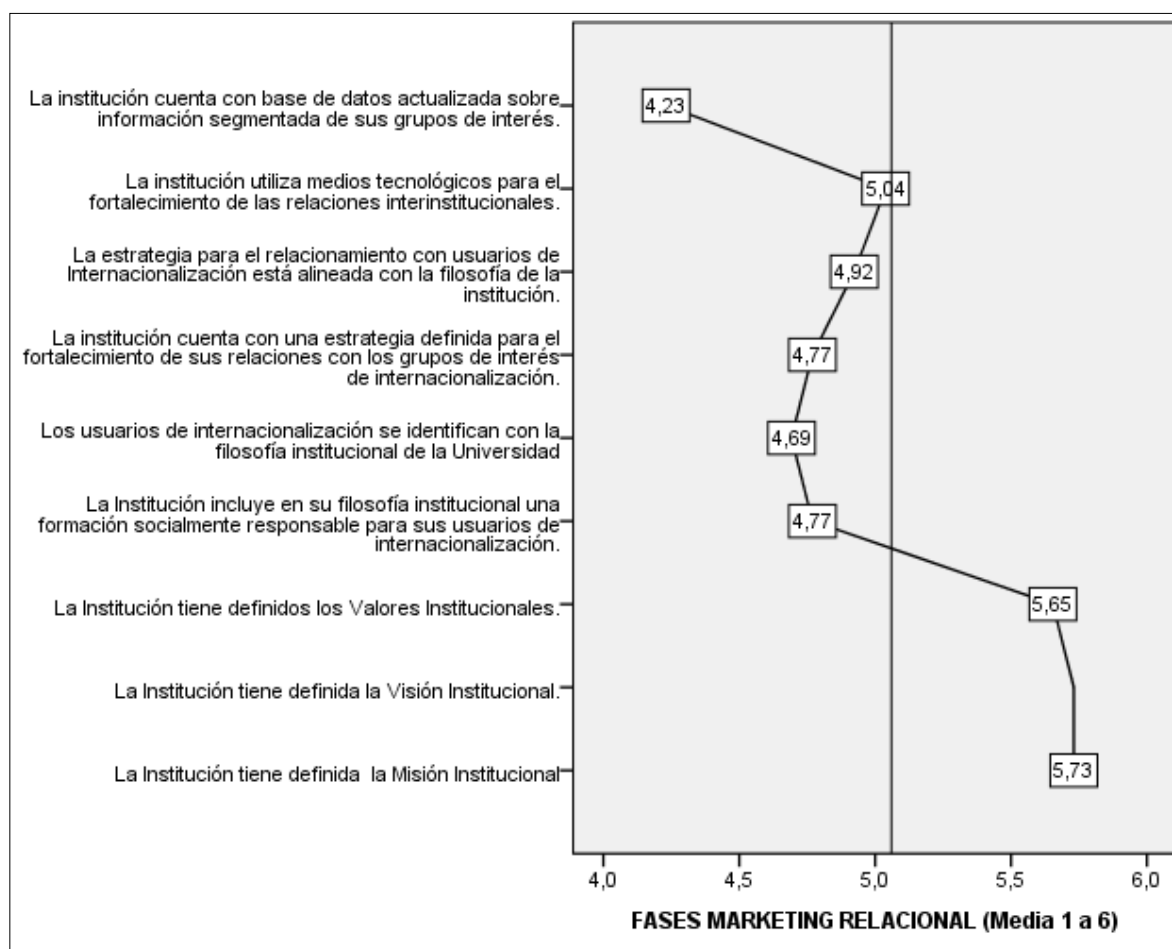 La institución cuenta con base de datos actualizada sobre
información segmentada de sus grupos de interés.
4,23
La institución utiliza medios tecnológicos para el
fortalecimiento de las relaciones interinstitucionales.
5,04
La estrategia para el relacionamiento con usuarios de
Internacionalización está alineada con la filosofía de la
institución.
4,92
La institución cuenta con una estrategia definida para el
fortalecimiento de sus relaciones con los grupos de interés
de internacionalización.
4,77
Los usuarios de internacionalización se identifican con la
filosofía institucional de la Universidad
4,69
La Institución incluye en su filosofía institucional una
formación socialmente responsable para sus usuarios de
internacionalización.
4,77
La Institución tiene definidos los Valores Institucionales.
5,65
La Institución tiene definida la Visión Institucional.
La Institución tiene definida la Misión Institucional
5,73
4,0 4,5 5,0 5,5 6,0
FASES MARKETING RELACIONAL (Media 1 a 6)